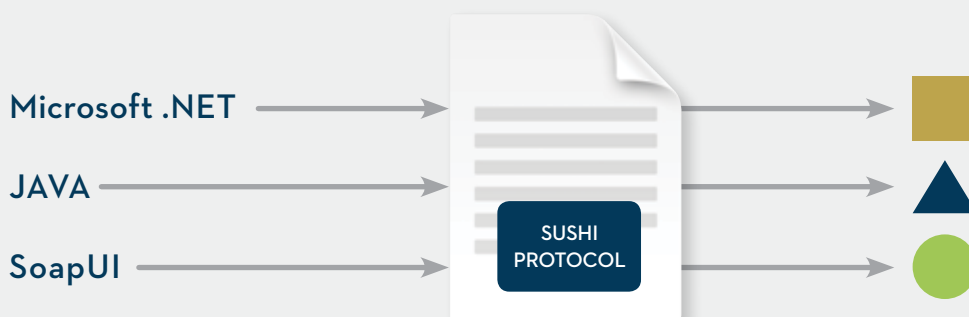 Microsoft .NET
JAVA
SoapUI
SUSHI
PROTOCOL